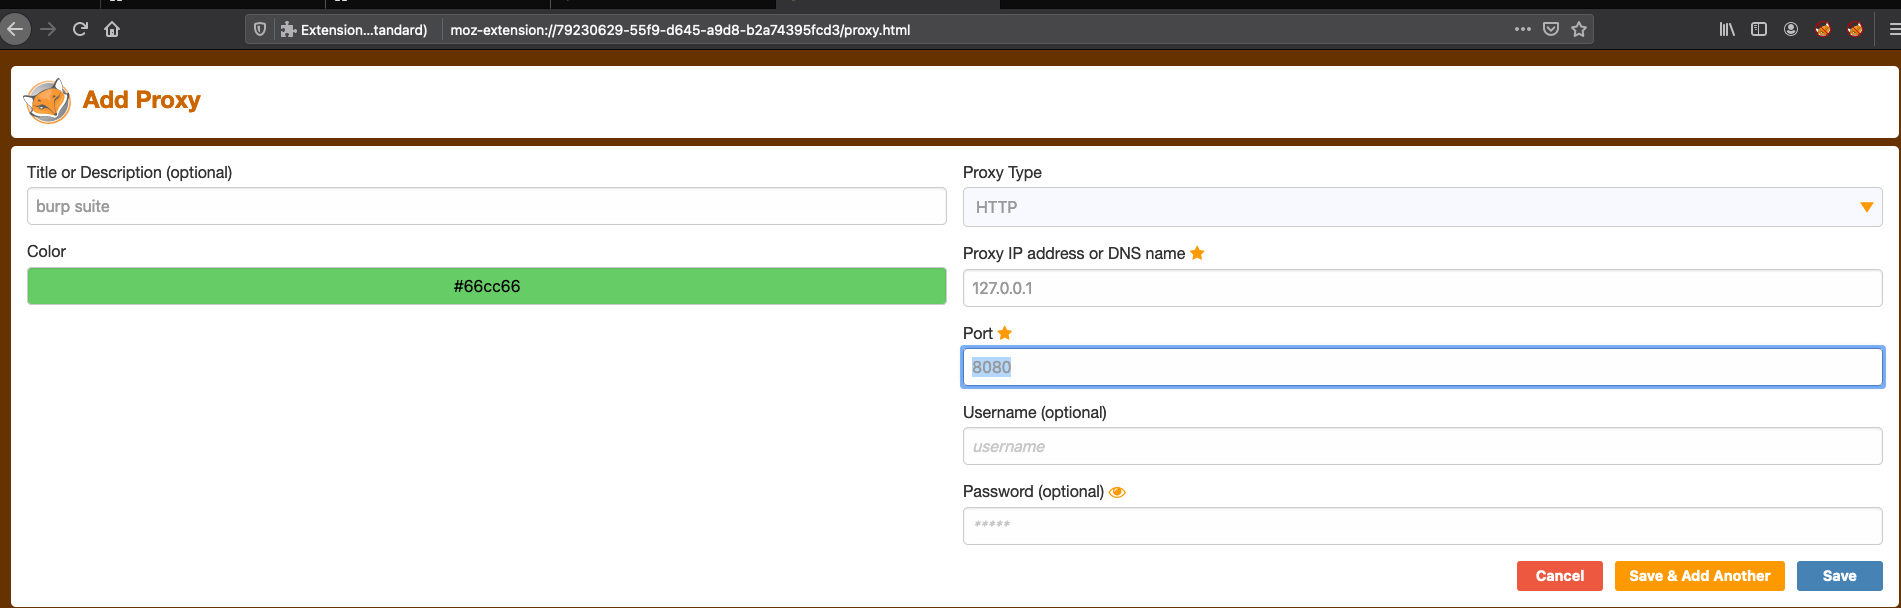 Extension...tandard)
moz-extension://79230629-55f9-d645-a9d8-b2a74395fcd3/proxy.html
Add Proxy
Title or Description (optional)
burp suite
Color
#66cc66
Proxy Type
HTTP
Proxy IP address or DNS name
127.0.0.1
Port
8080
Username (optional)
username
Password (optional)
*****
Cancel
Save & Add Another
Save